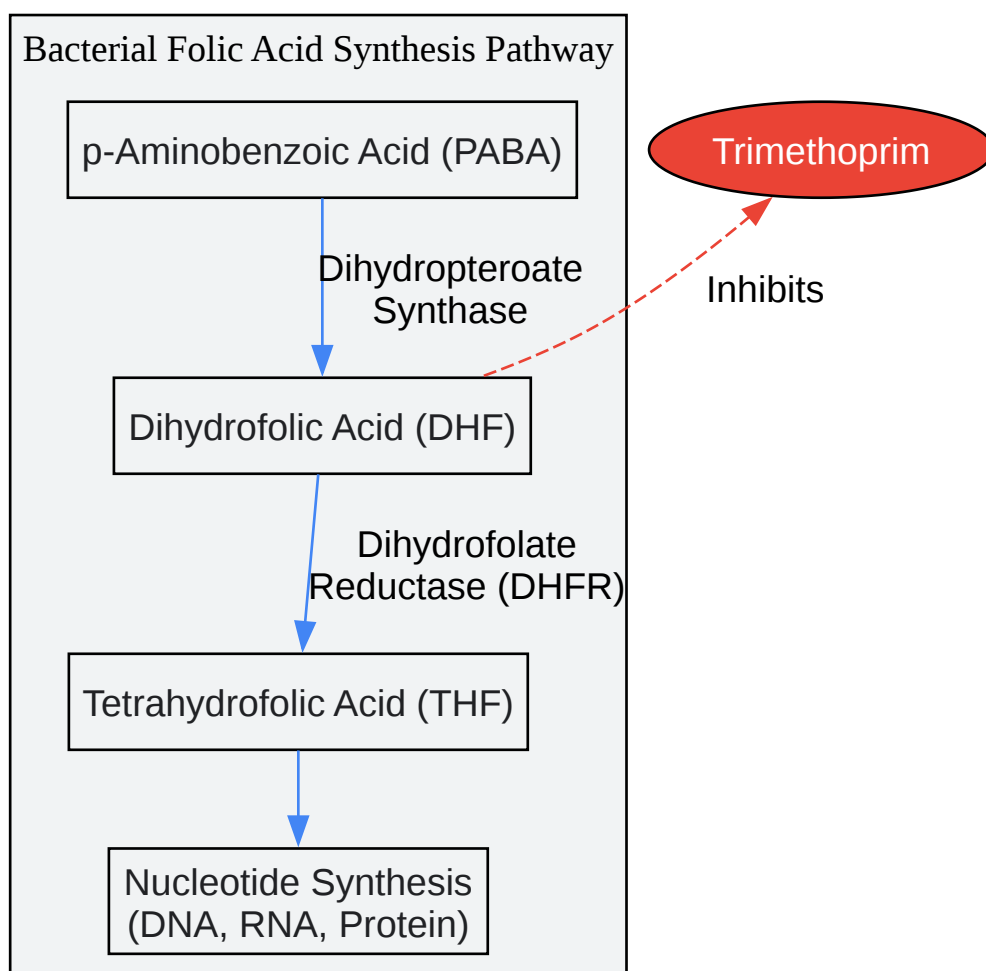 Bacterial Folic Acid Synthesis Pathway
p-Aminobenzoic Acid (PABA)
Trimethoprim
Dihydropteroate
Synthase
Inhibits
Dihydrofolic Acid (DHF)
Dihydrofolate
Reductase (DHFR)
Tetrahydrofolic Acid (THF)
Nucleotide Synthesis
(DNA, RNA, Protein)